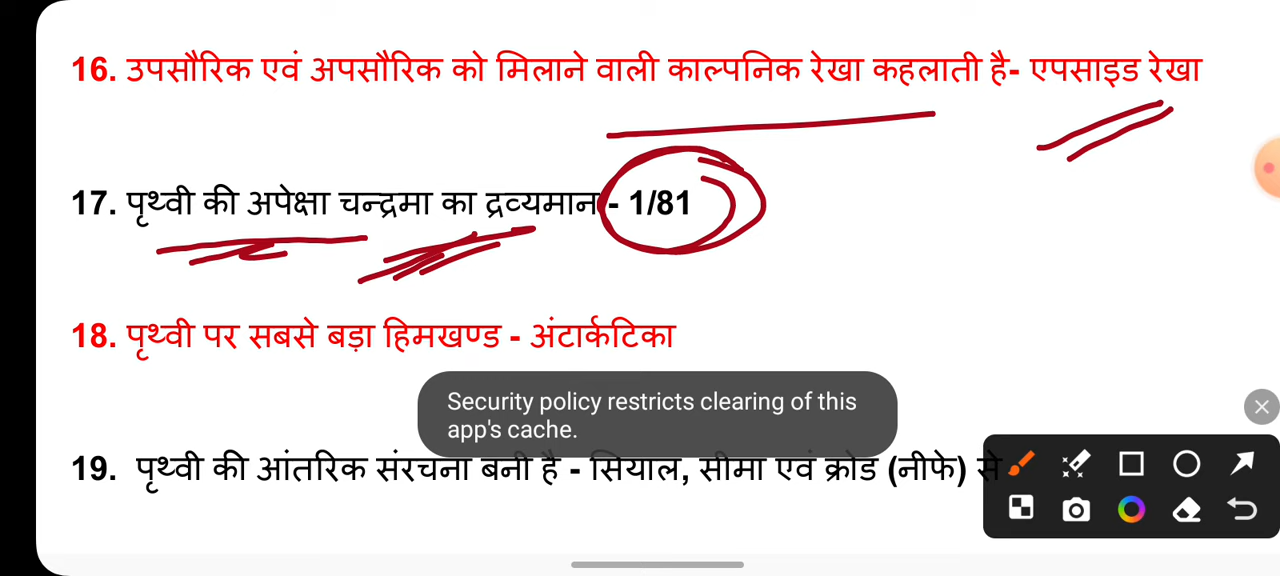 16. उपसौरिक एवं अपसौरिक को मिलाने वाली काल्पनिक रेखा कहलाती है- एपसाइड रेखा
17. पृथ्वी की अपेक्षा चन्द्रमा का द्रव्यमान - 1/81
18. पृथ्वी पर सबसे बड़ा हिमखण्ड - अंटार्कटिका
Security policy restricts clearing of this
app's cache.
19. पृथ्वी की आंतरिक संरचना बनी है - सियाल, सीमा एवं क्रोड (नीफे) से